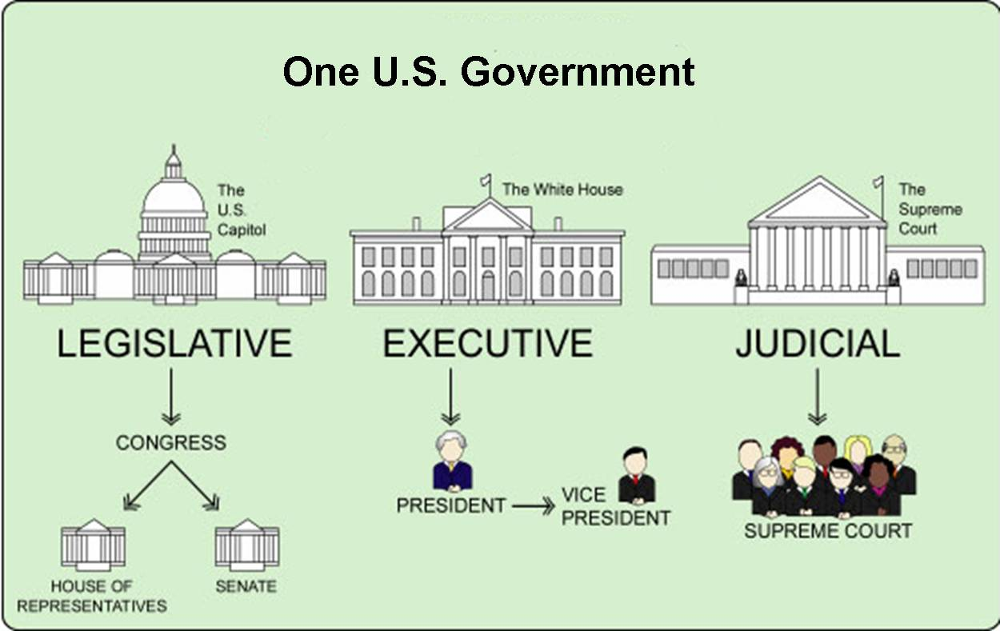 One U.S. Government
The
U.S.
Capitol
The White House
The
Supreme
Court
LEGISLATIVE
EXECUTIVE
JUDICIAL
CONGRESS
PRESIDENT
VICE
PRESIDENT
SUPREME COURT
HOUSE OF
REPRESENTATIVES
SENATE